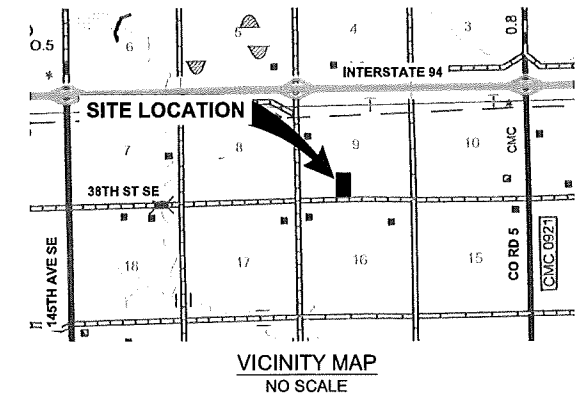 6
5
4
3
0.8
0.5
*
INTERSTATE 94
SITE LOCATION
7
8
9
10
CMC
38TH ST SE
145TH AVE SE
18
17
16
15
CO RD 5
CMC 0921
VICINITY MAP
NO SCALE